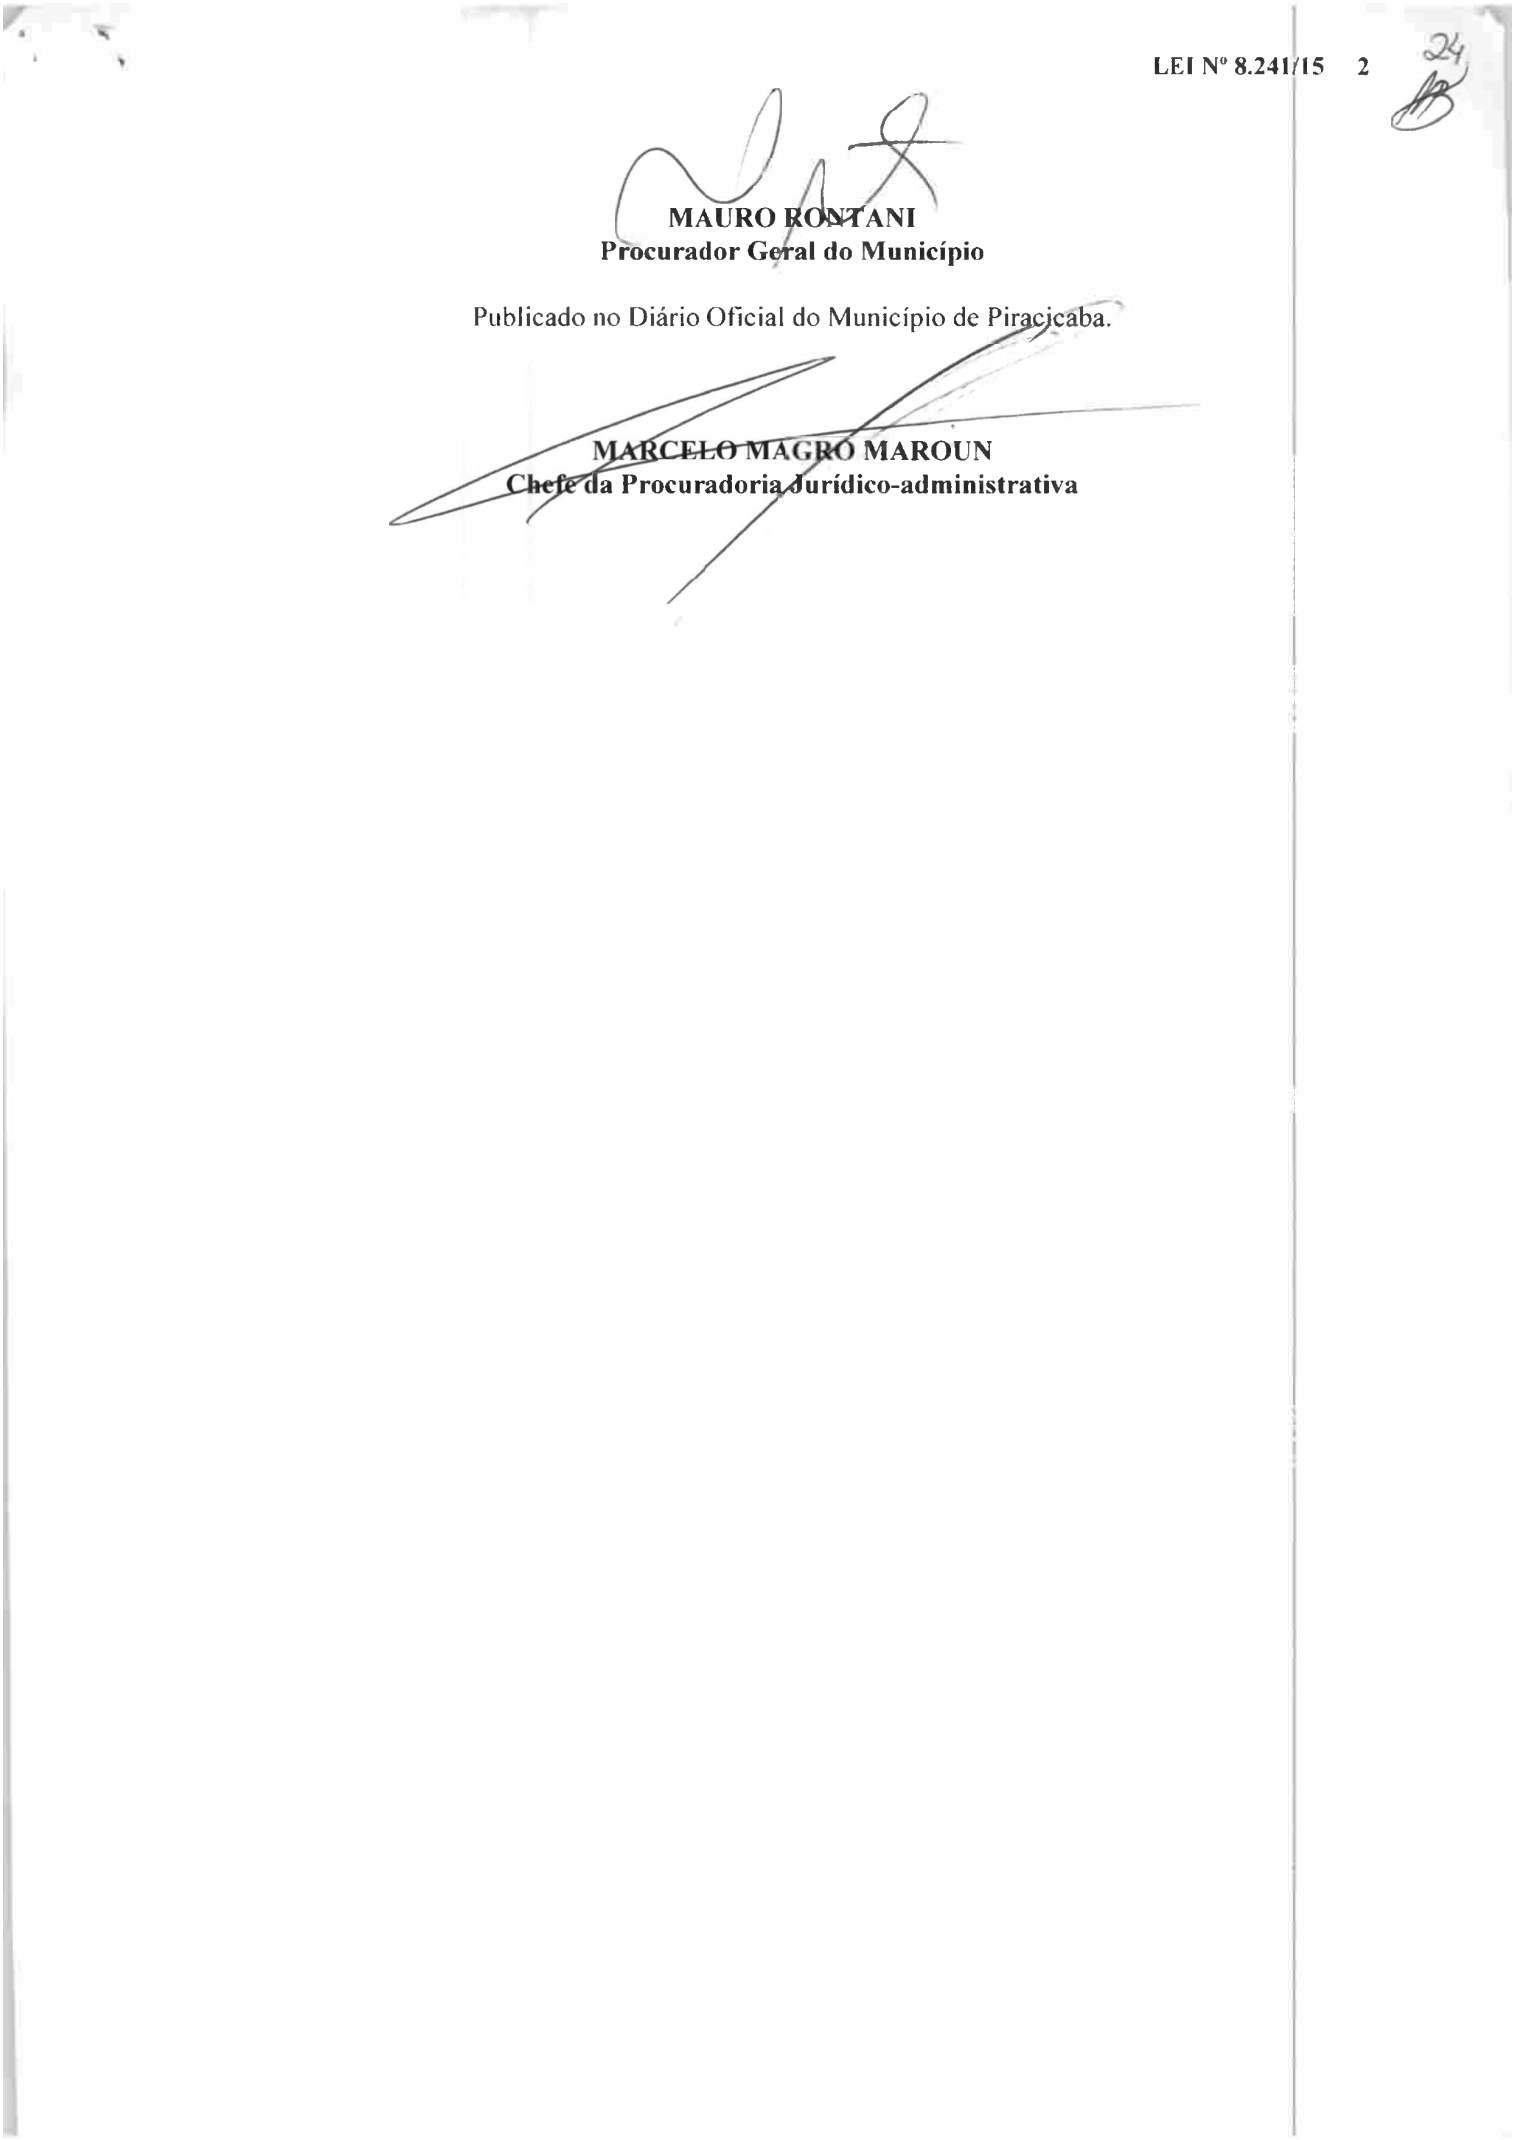 LEI Nº 8.241/15 2
24
MAURO RONTANI
Procurador Geral do Município
Publicado no Diário Oficial do Município de Piracicaba.
MARCELO MAGRO MAROUN
Chefe da Procuradoria Jurídico-administrativa